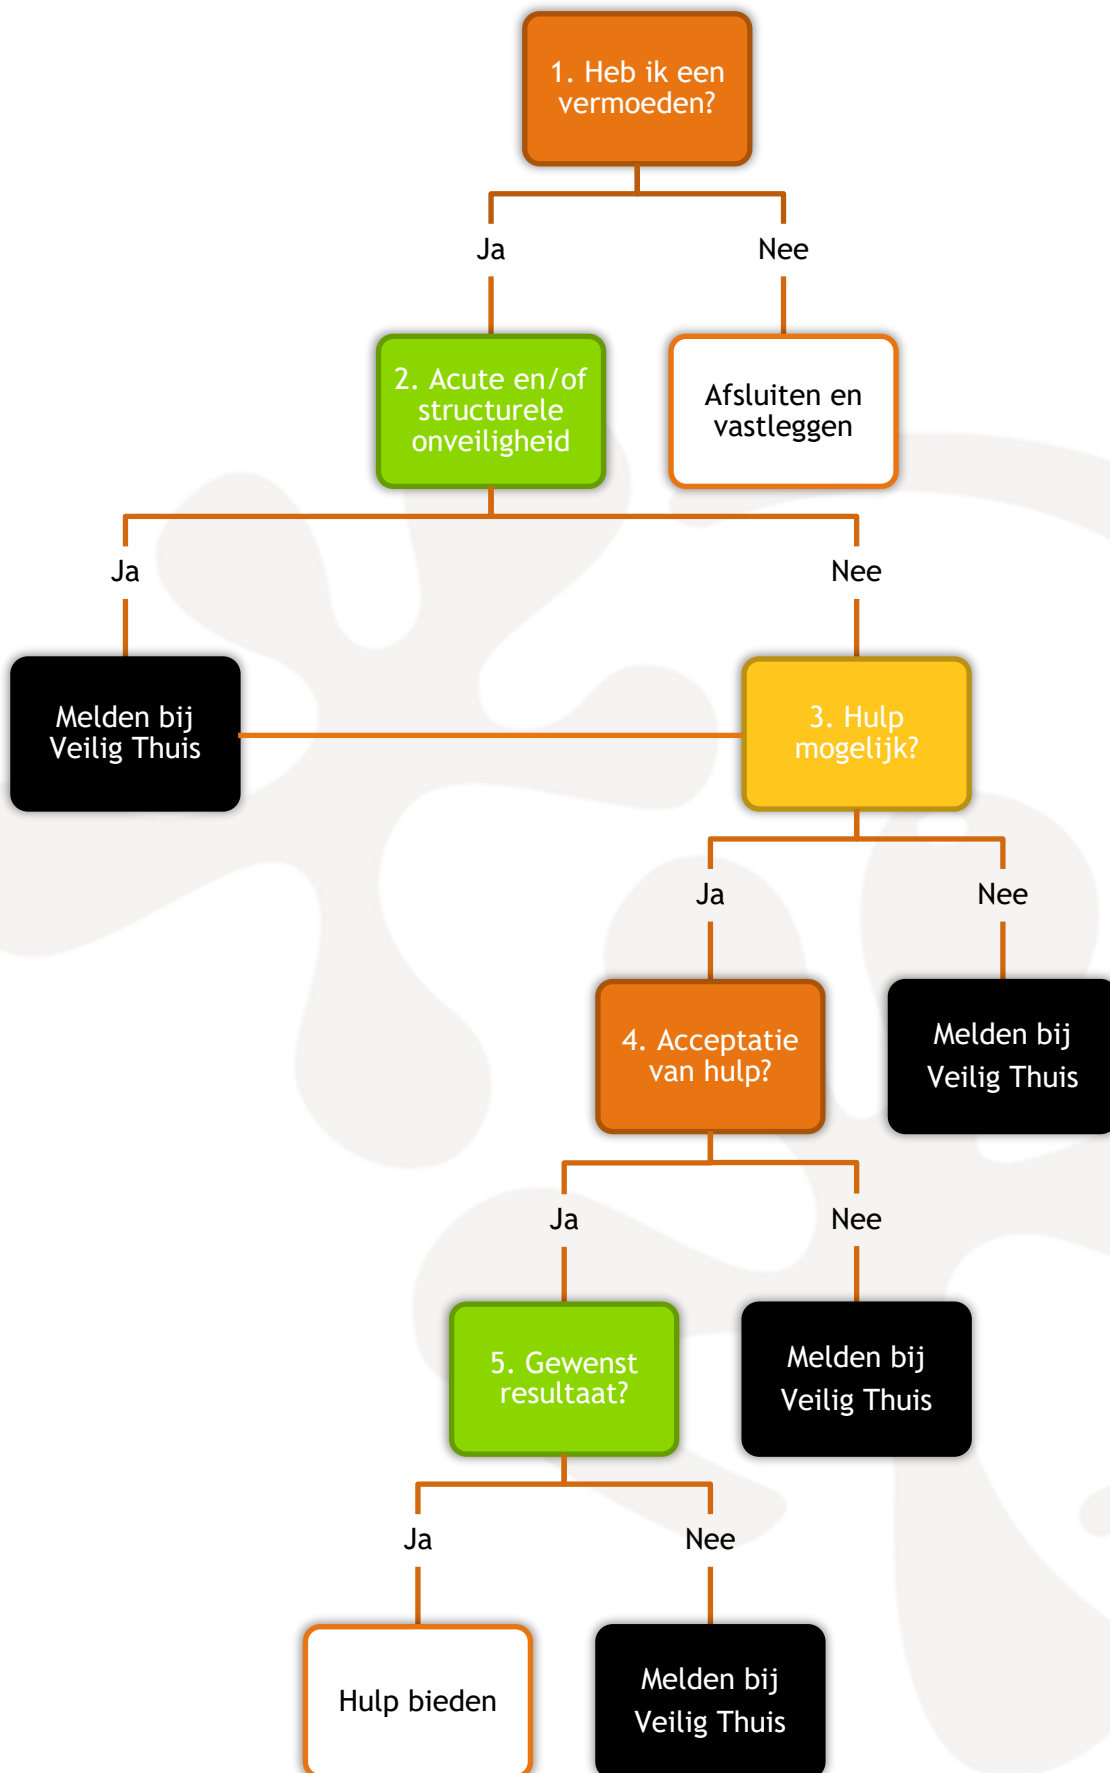 1. Heb ik een
vermoeden?
Ja
Nee
2. Acute en/of
structurele
onveiligheid
Afsluiten en
vastleggen
Ja
Nee
Melden bij
Veilig Thuis
3. Hulp
mogelijk?
Ja
Nee
4. Acceptatie
van hulp?
Melden bij
Veilig Thuis
Ja
Nee
5. Gewenst
resultaat?
Melden bij
Veilig Thuis
Ja
Nee
Hulp bieden
Melden bij
Veilig Thuis